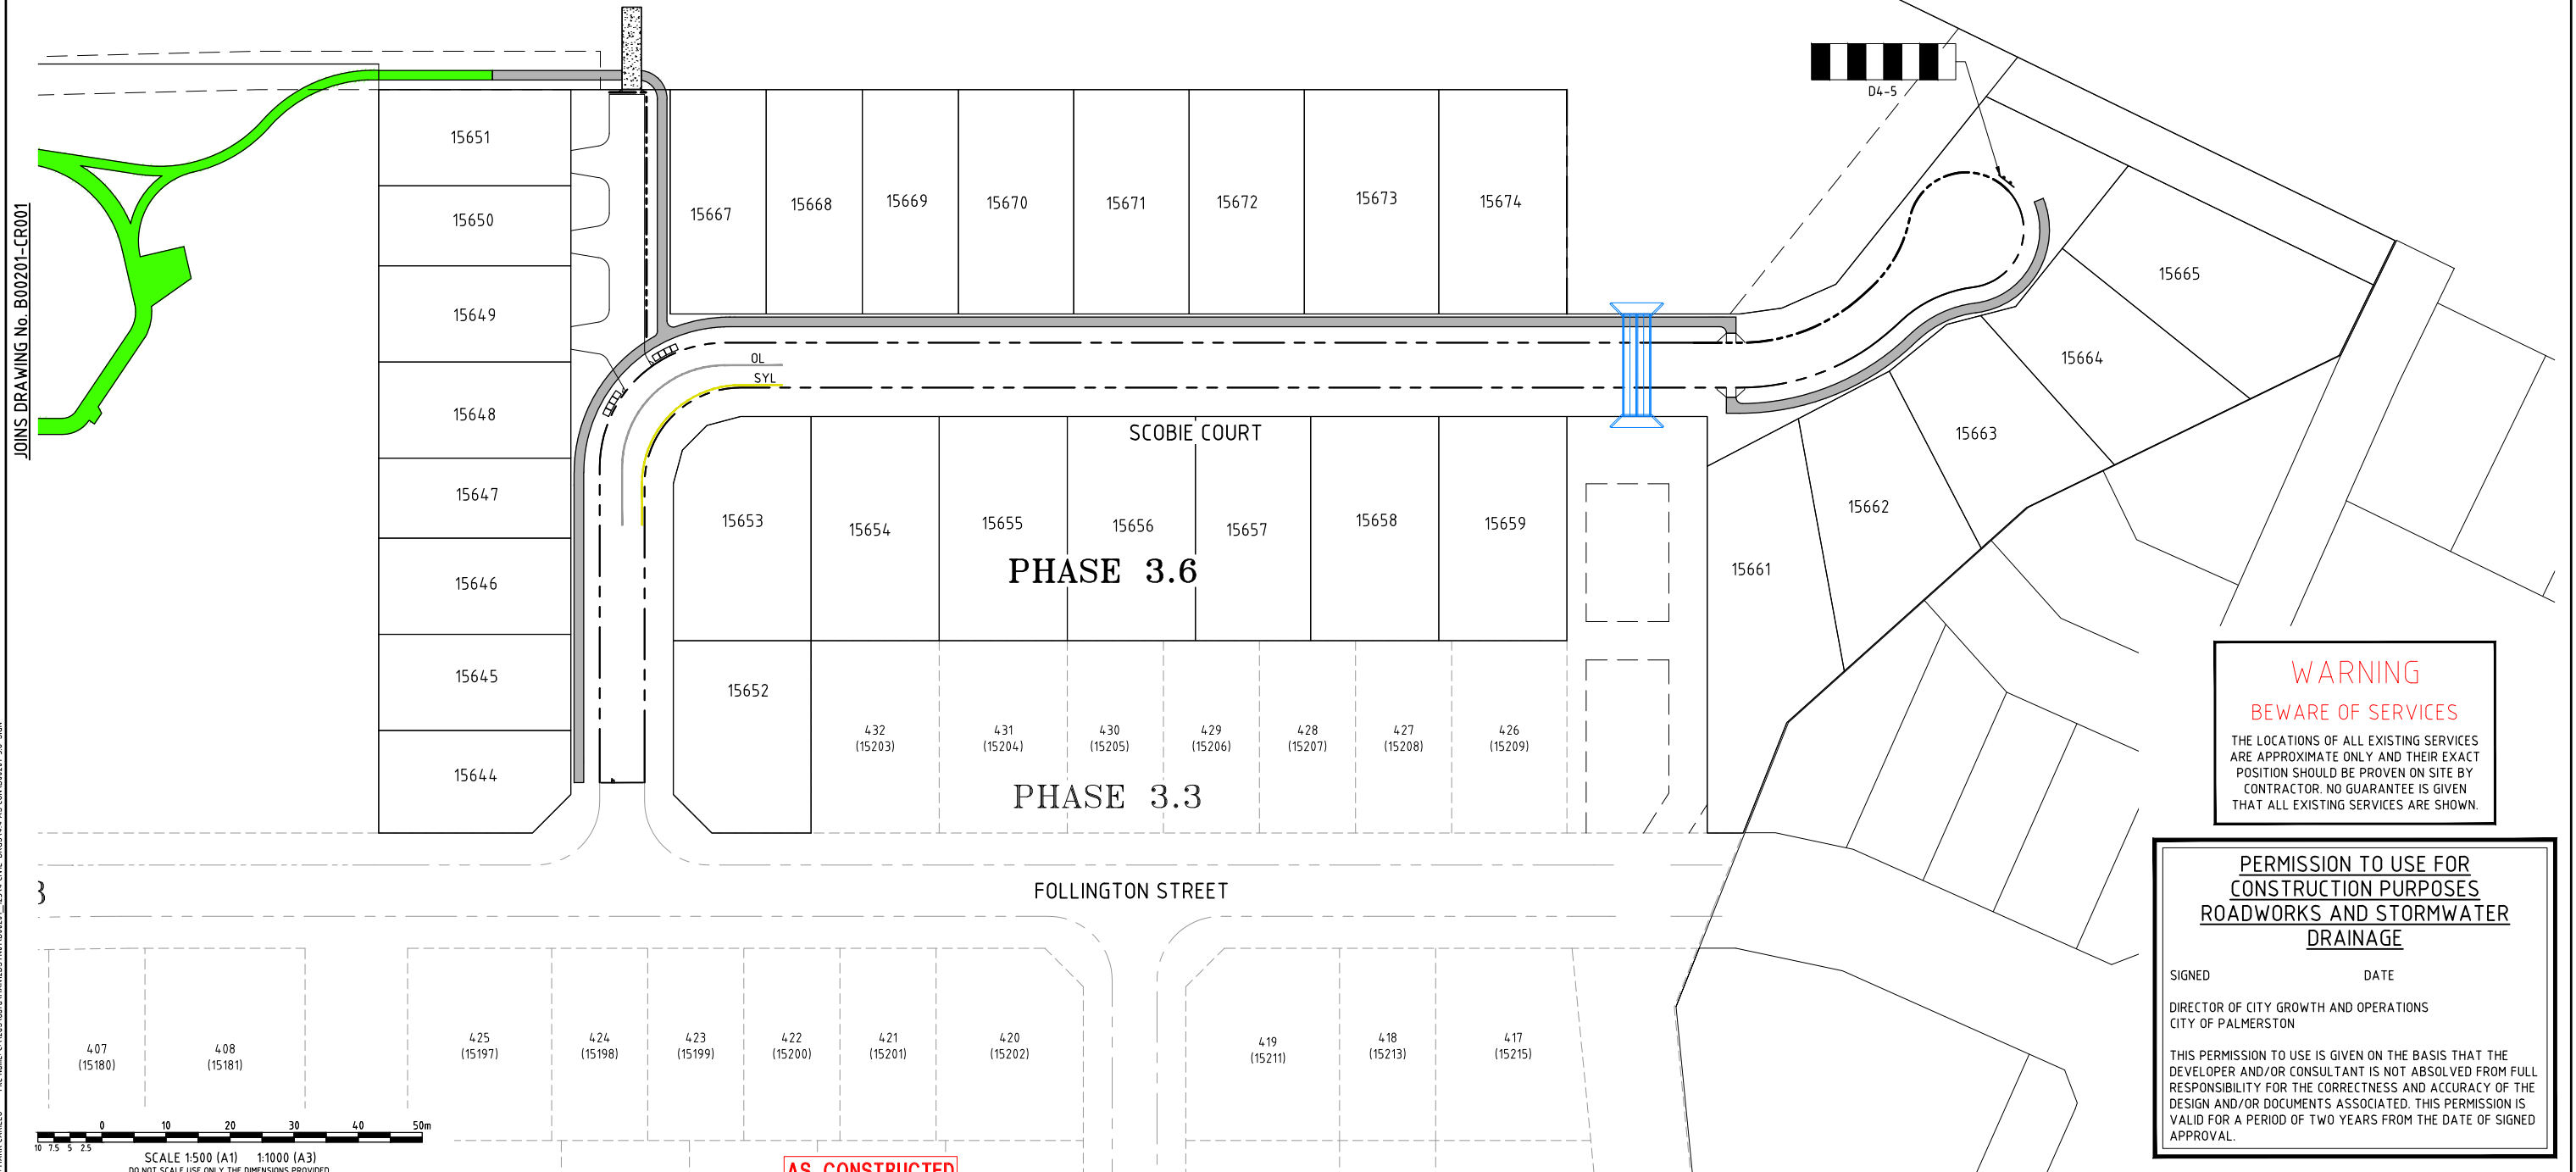 D4-5
JOINS DRAWING No. B00201-CR001
15651
15650
15649
15648
15647
15646
15645
15644
15667
15668
15669
15670
15671
15672
15673
15674
15665
15664
15663
15662
15661
OL
SYL
SCOBIE COURT
15653
15654
15655
15656
15657
15658
15659
PHASE 3.6
15652
432
(15203)
431
(15204)
430
(15205)
429
(15206)
428
(15207)
427
(15208)
426
(15209)
PHASE 3.3
FOLLINGTON STREET
407
(15180)
408
(15181)
425
(15197)
424
(15198)
423
(15199)
422
(15200)
421
(15201)
420
(15202)
419
(15211)
418
(15213)
417
(15215)
WARNING
BEWARE OF SERVICES
THE LOCATIONS OF ALL EXISTING SERVICES
ARE APPROXIMATE ONLY AND THEIR EXACT
POSITION SHOULD BE PROVEN ON SITE BY
CONTRACTOR. NO GUARANTEE IS GIVEN
THAT ALL EXISTING SERVICES ARE SHOWN.
PERMISSION TO USE FOR
CONSTRUCTION PURPOSES
ROADWORKS AND STORMWATER
DRAINAGE
SIGNED DATE
DIRECTOR OF CITY GROWTH AND OPERATIONS
CITY OF PALMERSTON
THIS PERMISSION TO USE IS GIVEN ON THE BASIS THAT THE
DEVELOPER AND/OR CONSULTANT IS NOT ABSOLVED FROM FULL
RESPONSIBILITY FOR THE CORRECTNESS AND ACCURACY OF THE
DESIGN AND/OR DOCUMENTS ASSOCIATED. THIS PERMISSION IS
VALID FOR A PERIOD OF TWO YEARS FROM THE DATE OF SIGNED
APPROVAL.
0 10 20 30 40 50m
10 7.5 5 2.5
SCALE 1:500 (A1) 1:1000 (A3)
DO NOT SCALE USE ONLY THE DIMENSIONS PROVIDED
AS CONSTRUCTED